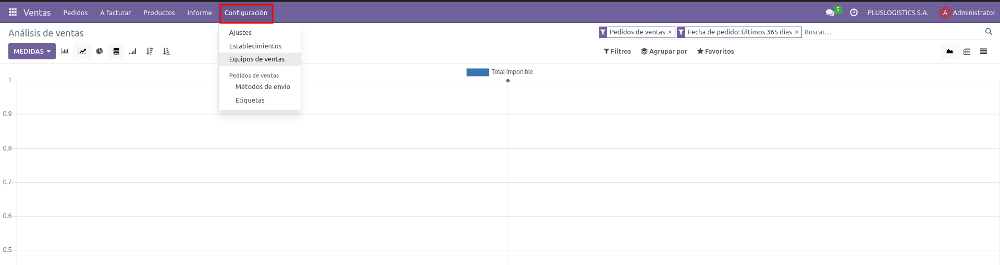 Ventas Pedidos A facturar Productos Informe Configuración 5 PLUSLOGISTICS S.A. A Administrator
Análisis de ventas
Pedidos de ventas × Fecha de pedido: Últimos 365 días × Buscar...
MEDIDAS
Filtros Agrupar por Favoritos
Ajustes
Establecimientos
Equipos de ventas
Pedidos de ventas
Métodos de envío
Etiquetas
Total imponible
1
0.9
0.8
0.7
0.6
0.5